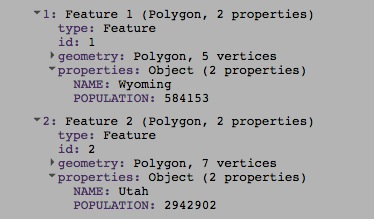 1: Feature 1 (Polygon, 2 properties)
type: Feature
id: 1
geometry: Polygon, 5 vertices
properties: Object (2 properties)
NAME: Wyoming
POPULATION: 584153
2: Feature 2 (Polygon, 2 properties)
type: Feature
id: 2
geometry: Polygon, 7 vertices
properties: Object (2 properties)
NAME: Utah
POPULATION: 2942902